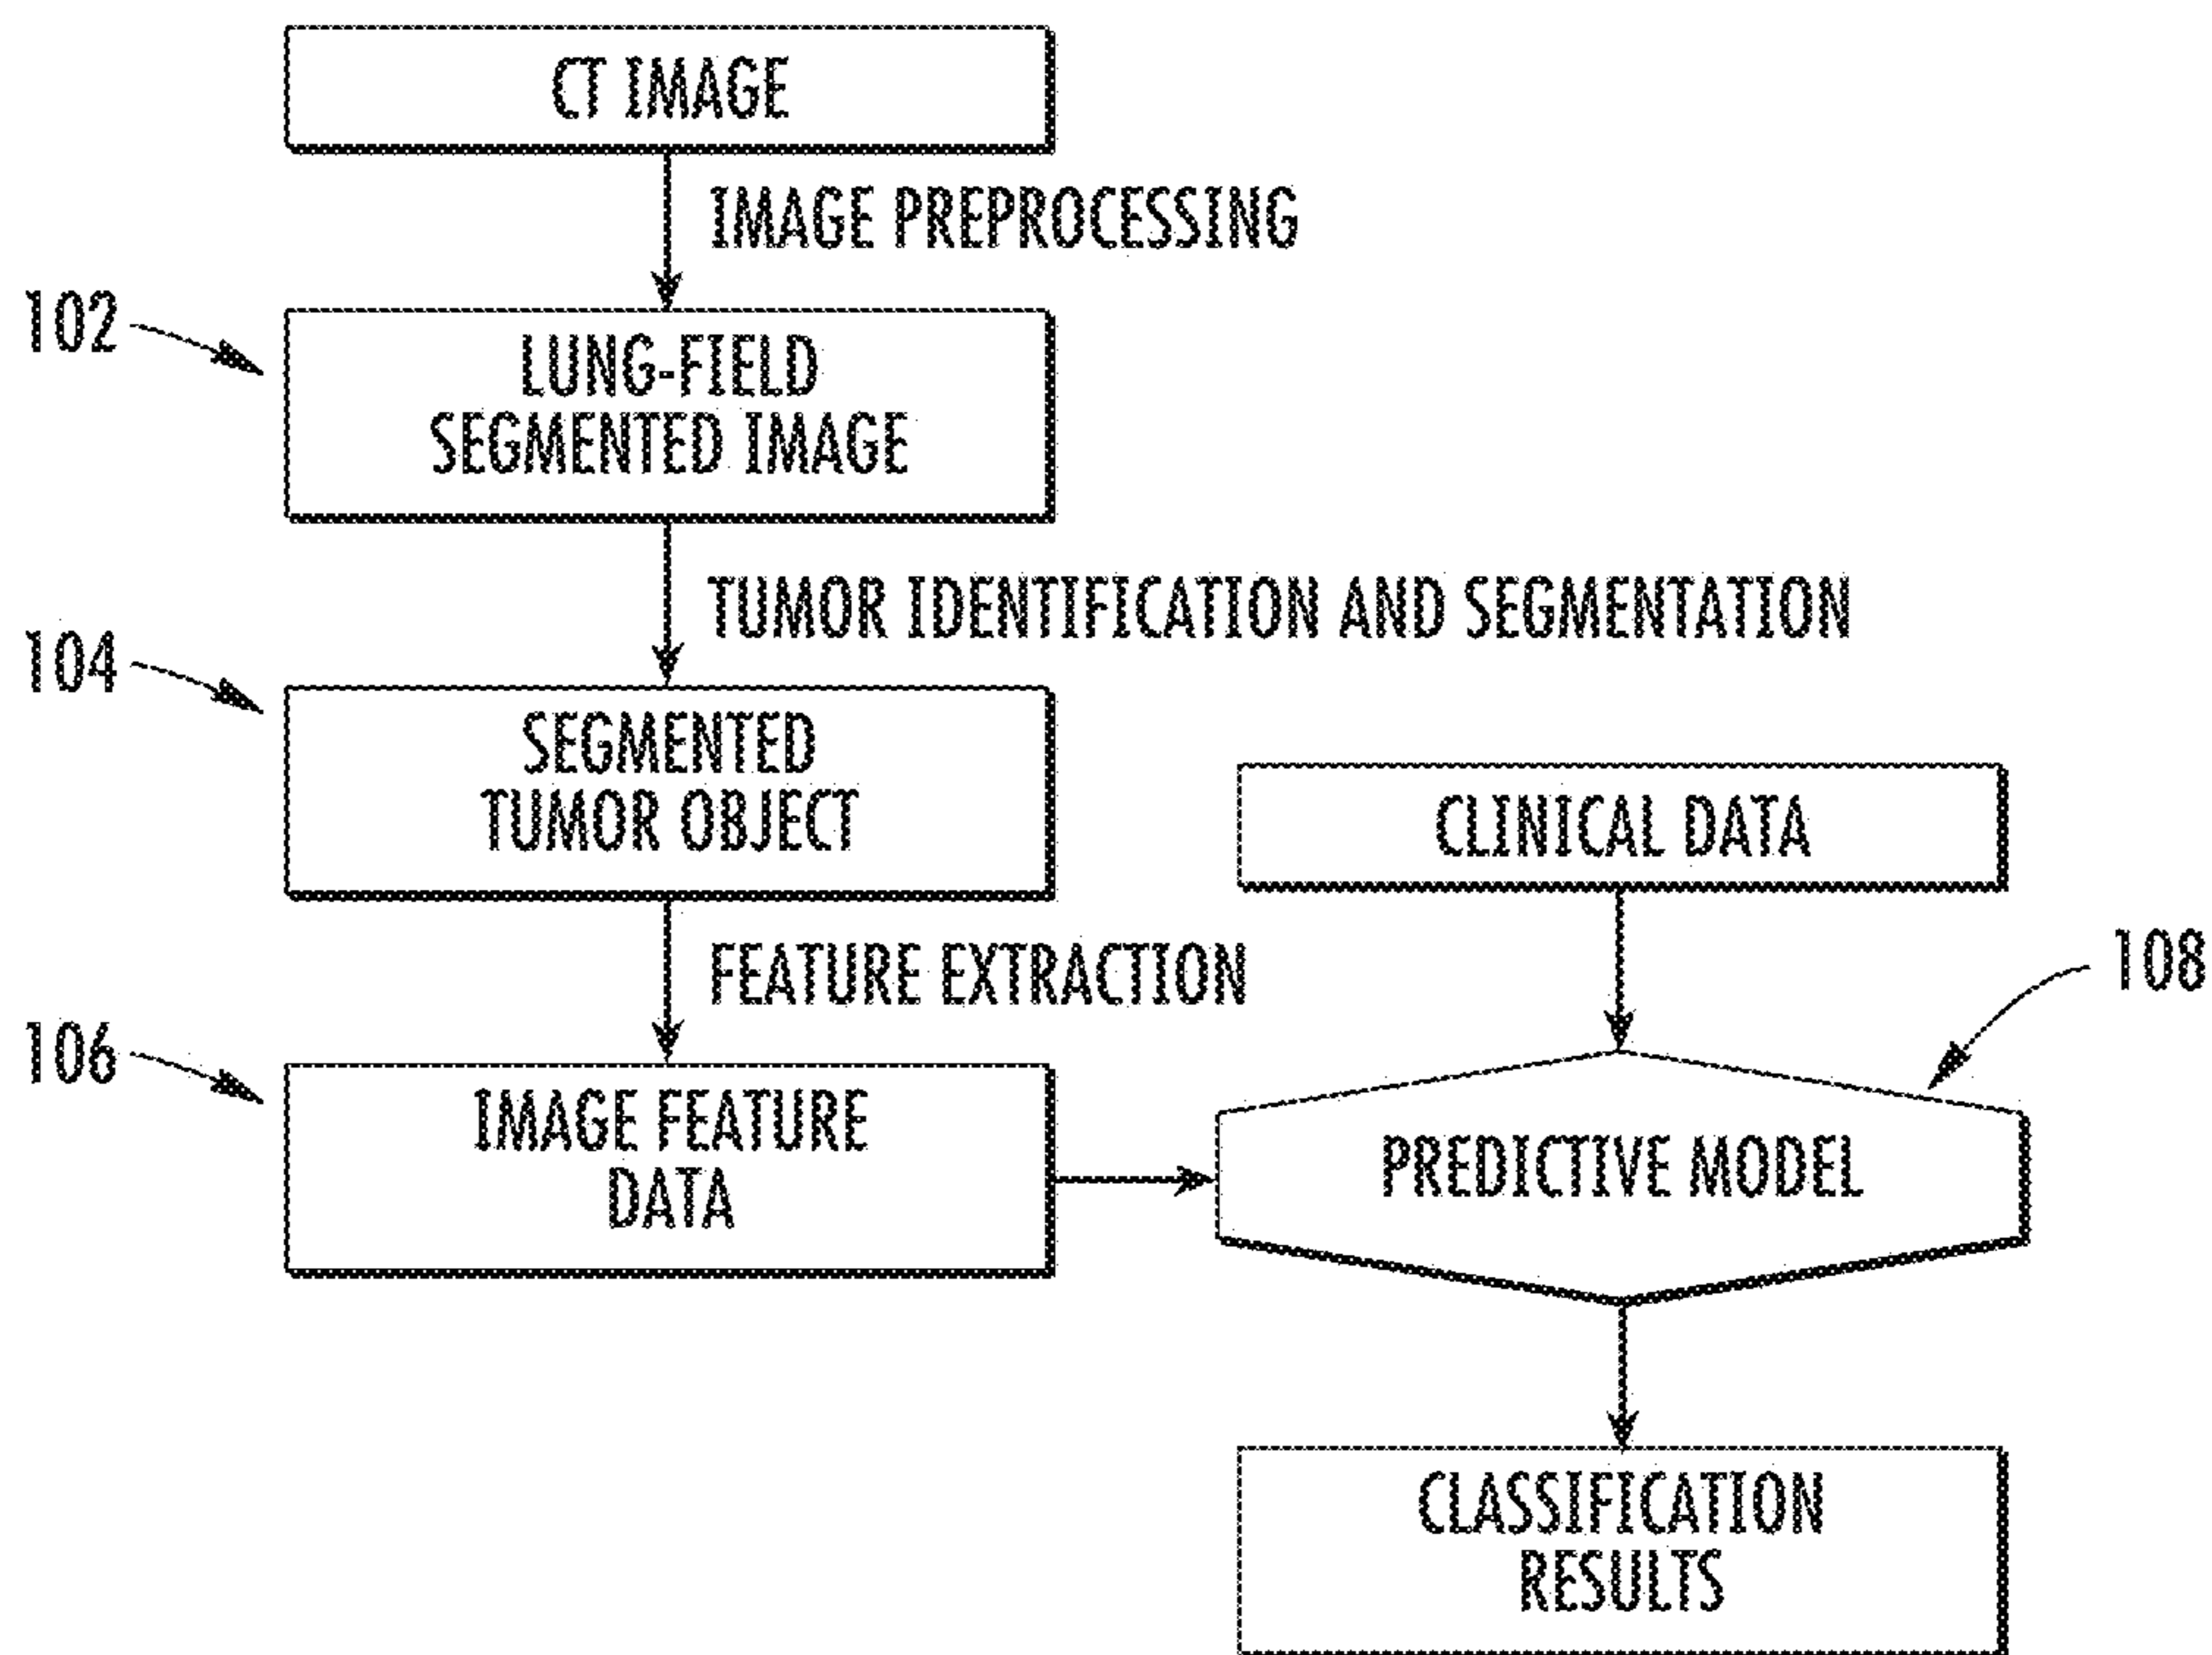 CT IMAGE
IMAGE PREPROCESSING
102
LUNG-FIELD
SEGMENTED IMAGE
TUMOR IDENTIFICATION AND SEGMENTATION
104
SEGMENTED
TUMOR OBJECT
CLINICAL DATA
FEATURE EXTRACTION
108
106
IMAGE FEATURE
DATA
PREDICTIVE MODEL
CLASSIFICATION
RESULTS